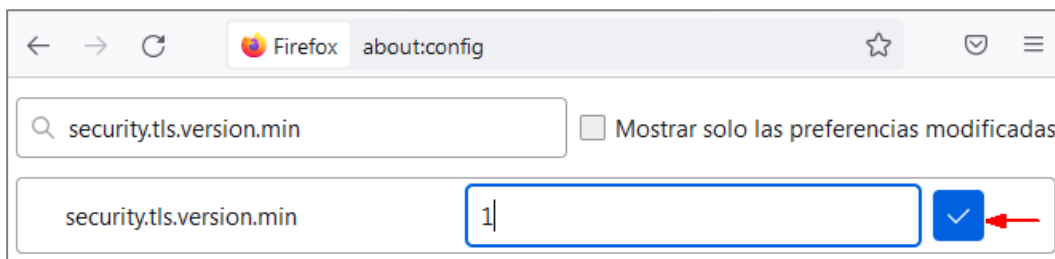 Firefox about:config
security.tls.version.min Mostrar solo las preferencias modificadas
security.tls.version.min 1